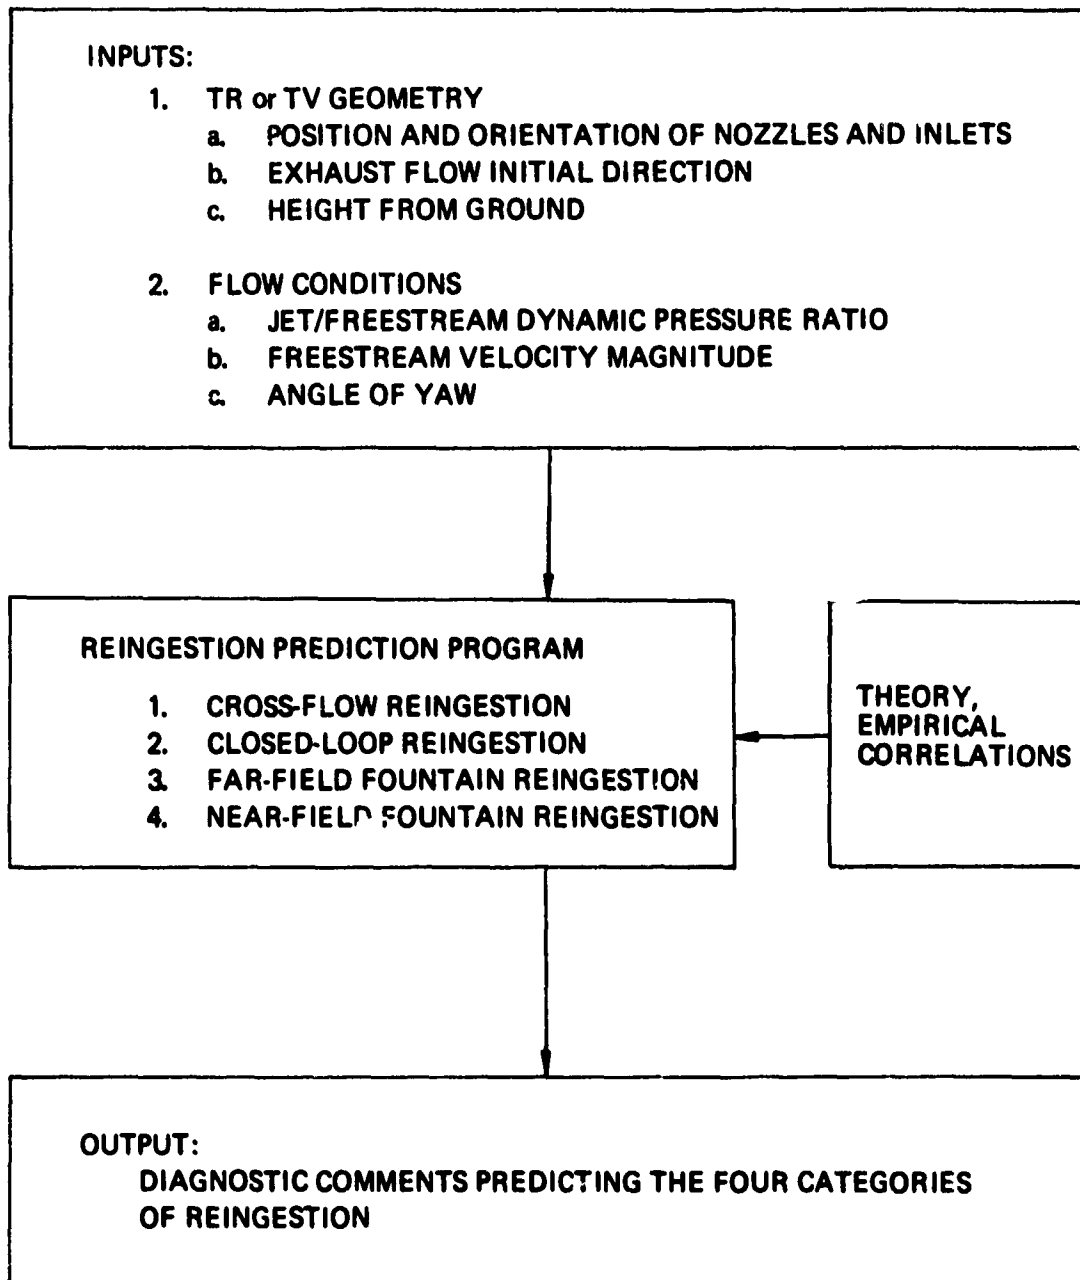 INPUTS:
1. TR or TV GEOMETRY
a. POSITION AND ORIENTATION OF NOZZLES AND INLETS
b. EXHAUST FLOW INITIAL DIRECTION
c. HEIGHT FROM GROUND
2. FLOW CONDITIONS
a. JET/FREESTREAM DYNAMIC PRESSURE RATIO
b. FREESTREAM VELOCITY MAGNITUDE
c. ANGLE OF YAW
REINGESTION PREDICTION PROGRAM
1. CROSS-FLOW REINGESTION
2. CLOSED-LOOP REINGESTION
3. FAR-FIELD FOUNTAIN REINGESTION
4. NEAR-FIELD FOUNTAIN REINGESTION
THEORY,
EMPIRICAL
CORRELATIONS
OUTPUT:
DIAGNOSTIC COMMENTS PREDICTING THE FOUR CATEGORIES
OF REINGESTION